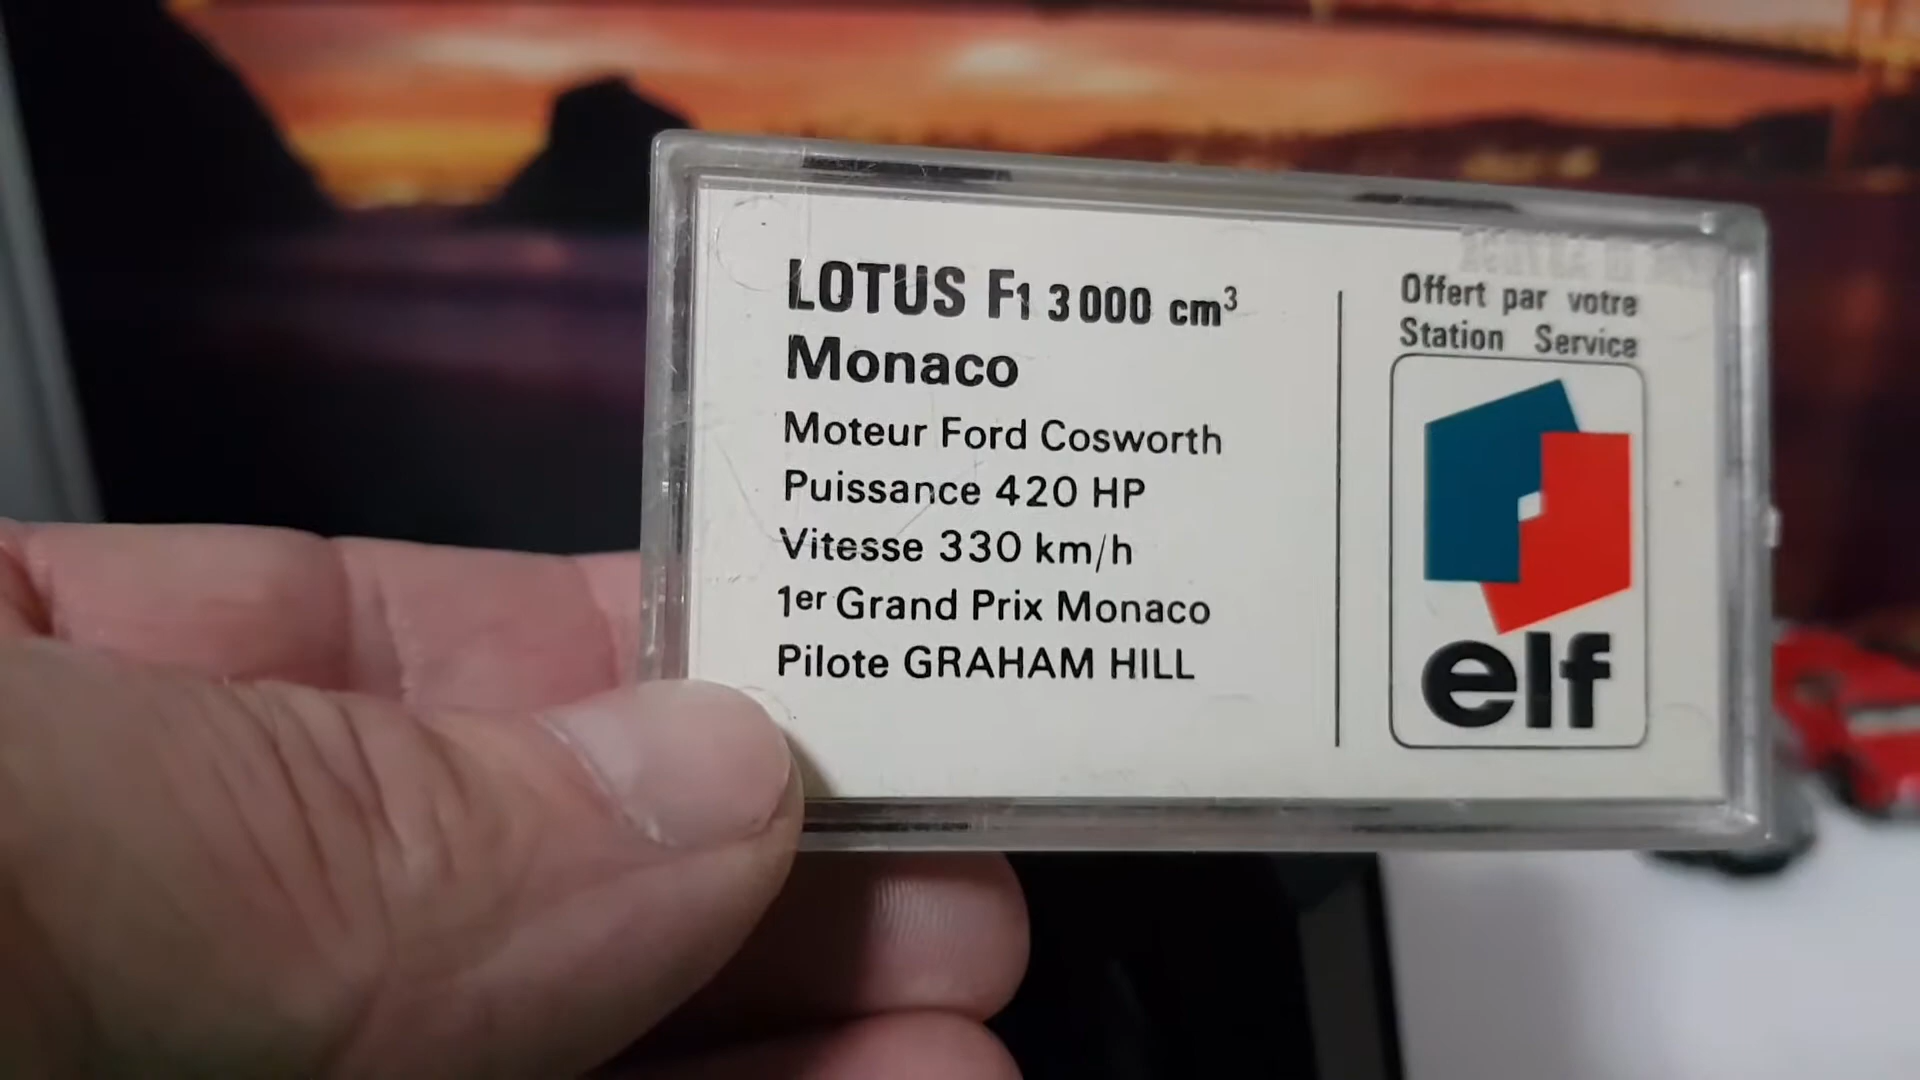 LOTUS F1 3000 cm³
Monaco
Moteur Ford Cosworth
Puissance 420 HP
Vitesse 330 km/h
1er Grand Prix Monaco
Pilote GRAHAM HILL
Offert par votre
Station Service
elf